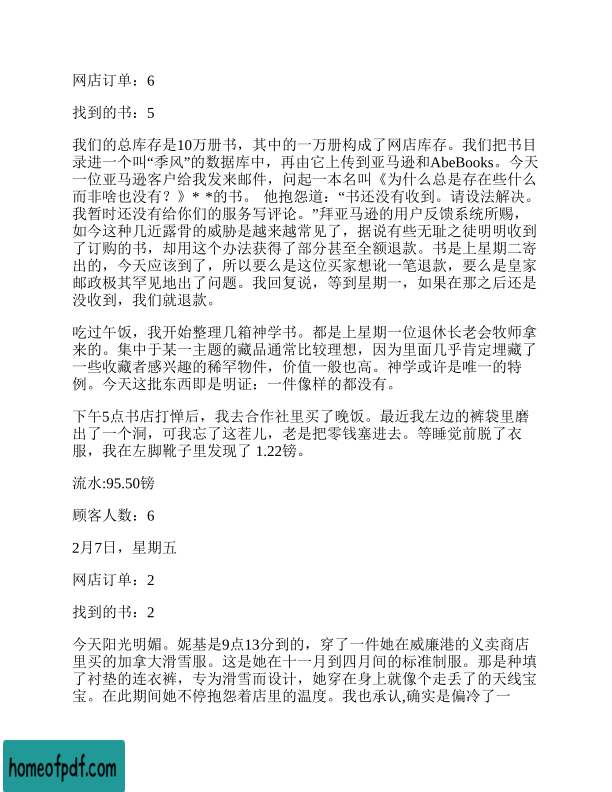 网店订单：6
找到的书：5
我们的总库存是10万册书，其中的一万册构成了网店库存。我们把书目
录进一个叫“季风”的数据库中，再由它上传到亚马逊和AbeBooks。今天
一位亚马逊客户给我发来邮件，问起一本名叫《为什么总是存在些什么
而非啥也没有？》* *的书。 他抱怨道：“书还没有收到。请设法解决。
我暂时还没有给你们的服务写评论。”拜亚马逊的用户反馈系统所赐，
如今这种几近露骨的威胁是越来越常见了，据说有些无耻之徒明明收到
了订购的书，却用这个办法获得了部分甚至全额退款。书是上星期二寄
出的，今天应该到了，所以要么是这位买家想讹一笔退款，要么是皇家
邮政极其罕见地出了问题。我回复说，等到星期一，如果在那之后还是
没收到，我们就退款。
吃过午饭，我开始整理几箱神学书。都是上星期一位退休长老会牧师拿
来的。集中于某一主题的藏品通常比较理想，因为里面几乎肯定埋藏了
一些收藏者感兴趣的稀罕物件，价值一般也高。神学或许是唯一的特
例。今天这批东西即是明证：一件像样的都没有。
下午5点书店打惮后，我去合作社里买了晚饭。最近我左边的裤袋里磨
出了一个洞，可我忘了这茬儿，老是把零钱塞进去。等睡觉前脱了衣
服，我在左脚靴子里发现了 1.22镑。
流水:95.50镑
顾客人数：6
2月7日，星期五
网店订单：2
找到的书：2
今天阳光明媚。妮基是9点13分到的，穿了一件她在威廉港的义卖商店
里买的加拿大滑雪服。这是她在十一月到四月间的标准制服。那是种填
了衬垫的连衣裤，专为滑雪而设计，她穿在身上就像个走丢了的天线宝
宝。在此期间她不停抱怨着店里的温度。我也承认,确实是偏冷了一
homeofpdf.com